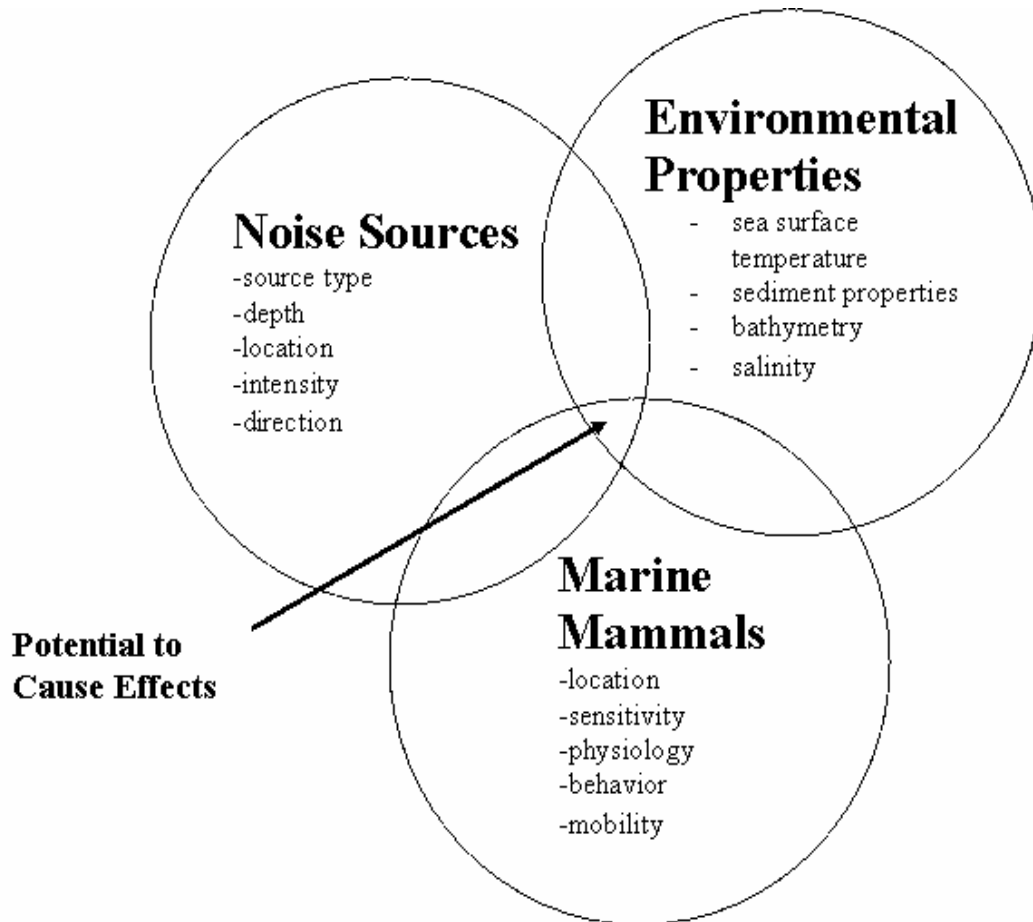 Environmental
Properties
- sea surface
temperature
- sediment properties
- bathymetry
- salinity
Noise Sources
-source type
-depth
-location
-intensity
-direction
Marine
Mammals
-location
-sensitivity
-physiology
-behavior
-mobility
Potential to
Cause Effects